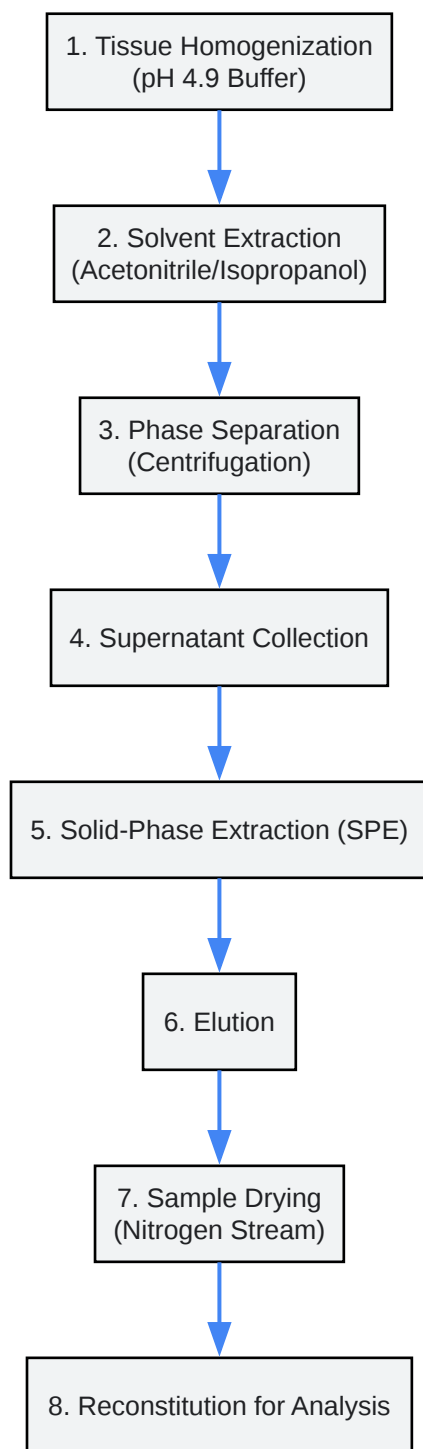 1. Tissue Homogenization
(pH 4.9 Buffer)
2. Solvent Extraction
(Acetonitrile/Isopropanol)
3. Phase Separation
(Centrifugation)
4. Supernatant Collection
5. Solid-Phase Extraction (SPE)
6. Elution
7. Sample Drying
(Nitrogen Stream)
8. Reconstitution for Analysis